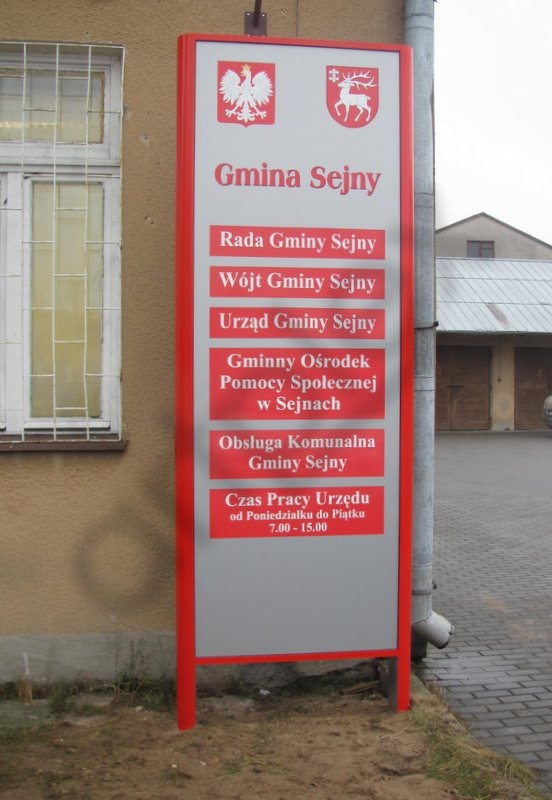 Gmina Sejny
Rada Gminy Sejny
Wójt Gminy Sejny
Urząd Gminy Sejny
Gminny Ośrodek
Pomocy Społecznej
w Sejnach
Obsługa Komunalna
Gminy Sejny
Czas Pracy Urzędu
od Poniedziałku do Piątku
7.00 - 15.00